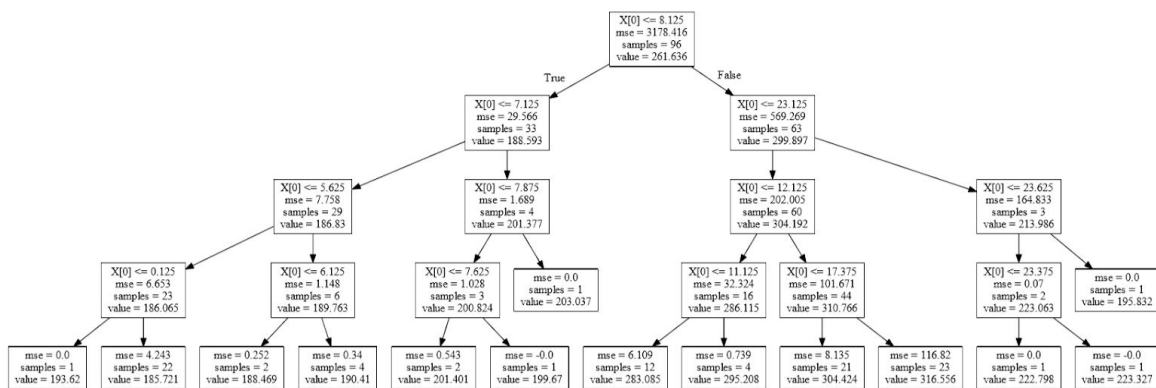 X[0] <= 8.125
mse = 3178.416
samples = 96
value = 261.636
True
False
X[0] <= 7.125
mse = 29.566
samples = 33
value = 188.593
X[0] <= 23.125
mse = 569.269
samples = 63
value = 299.897
X[0] <= 5.625
mse = 7.758
samples = 29
value = 186.83
X[0] <= 7.875
mse = 1.689
samples = 4
value = 201.377
X[0] <= 12.125
mse = 202.005
samples = 60
value = 304.192
X[0] <= 23.625
mse = 164.833
samples = 3
value = 213.986
X[0] <= 0.125
mse = 6.653
samples = 23
value = 186.065
X[0] <= 6.125
mse = 1.148
samples = 6
value = 189.763
X[0] <= 7.625
mse = 1.028
samples = 3
value = 200.824
mse = 0.0
samples = 1
value = 203.037
X[0] <= 11.125
mse = 32.324
samples = 16
value = 286.115
X[0] <= 17.375
mse = 101.671
samples = 44
value = 310.766
X[0] <= 23.375
mse = 0.07
samples = 2
value = 223.063
mse = 0.0
samples = 1
value = 195.832
mse = 0.0
samples = 1
value = 193.62
mse = 4.243
samples = 22
value = 185.721
mse = 0.252
samples = 2
value = 188.469
mse = 0.34
samples = 4
value = 190.41
mse = 0.543
samples = 2
value = 201.401
mse = -0.0
samples = 1
value = 199.67
mse = 6.109
samples = 12
value = 283.085
mse = 0.739
samples = 4
value = 295.208
mse = 8.135
samples = 21
value = 304.424
mse = 116.82
samples = 23
value = 316.556
mse = 0.0
samples = 1
value = 222.798
mse = -0.0
samples = 1
value = 223.327